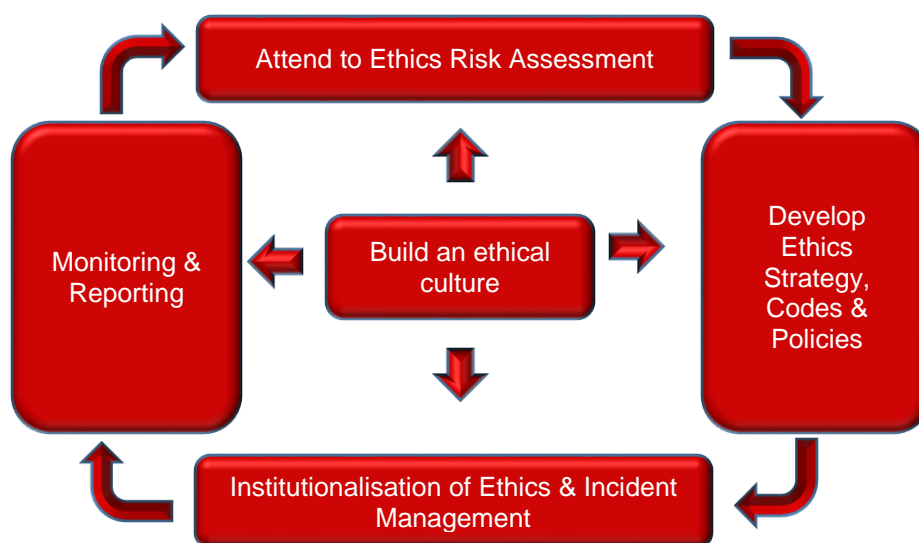 Attend to Ethics Risk Assessment
Monitoring &
Reporting
Build an ethical
culture
Develop
Ethics
Strategy,
Codes &
Policies
Institutionalisation of Ethics & Incident
Management